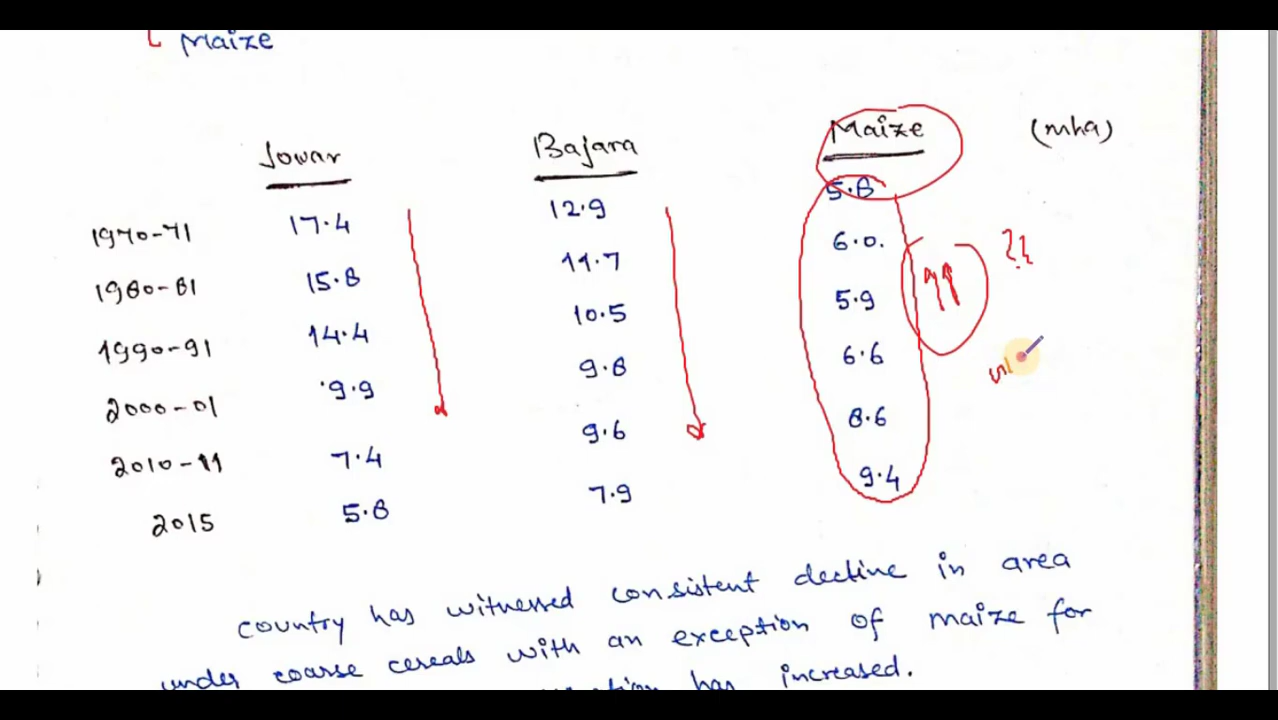 Maize
Jowar Bajara Maize (mha)
1970-71 17.4 12.9 5.8
1980-81 15.8 11.7 6.0.
1990-91 14.4 10.5 5.9
2000-01 9.9 9.8 6.6
2010-11 7.4 9.6 8.6
2015 5.8 7.9 9.4
??
country has witnessed consistent decline in area
under coarse cereals with an exception of maize for
has increased.